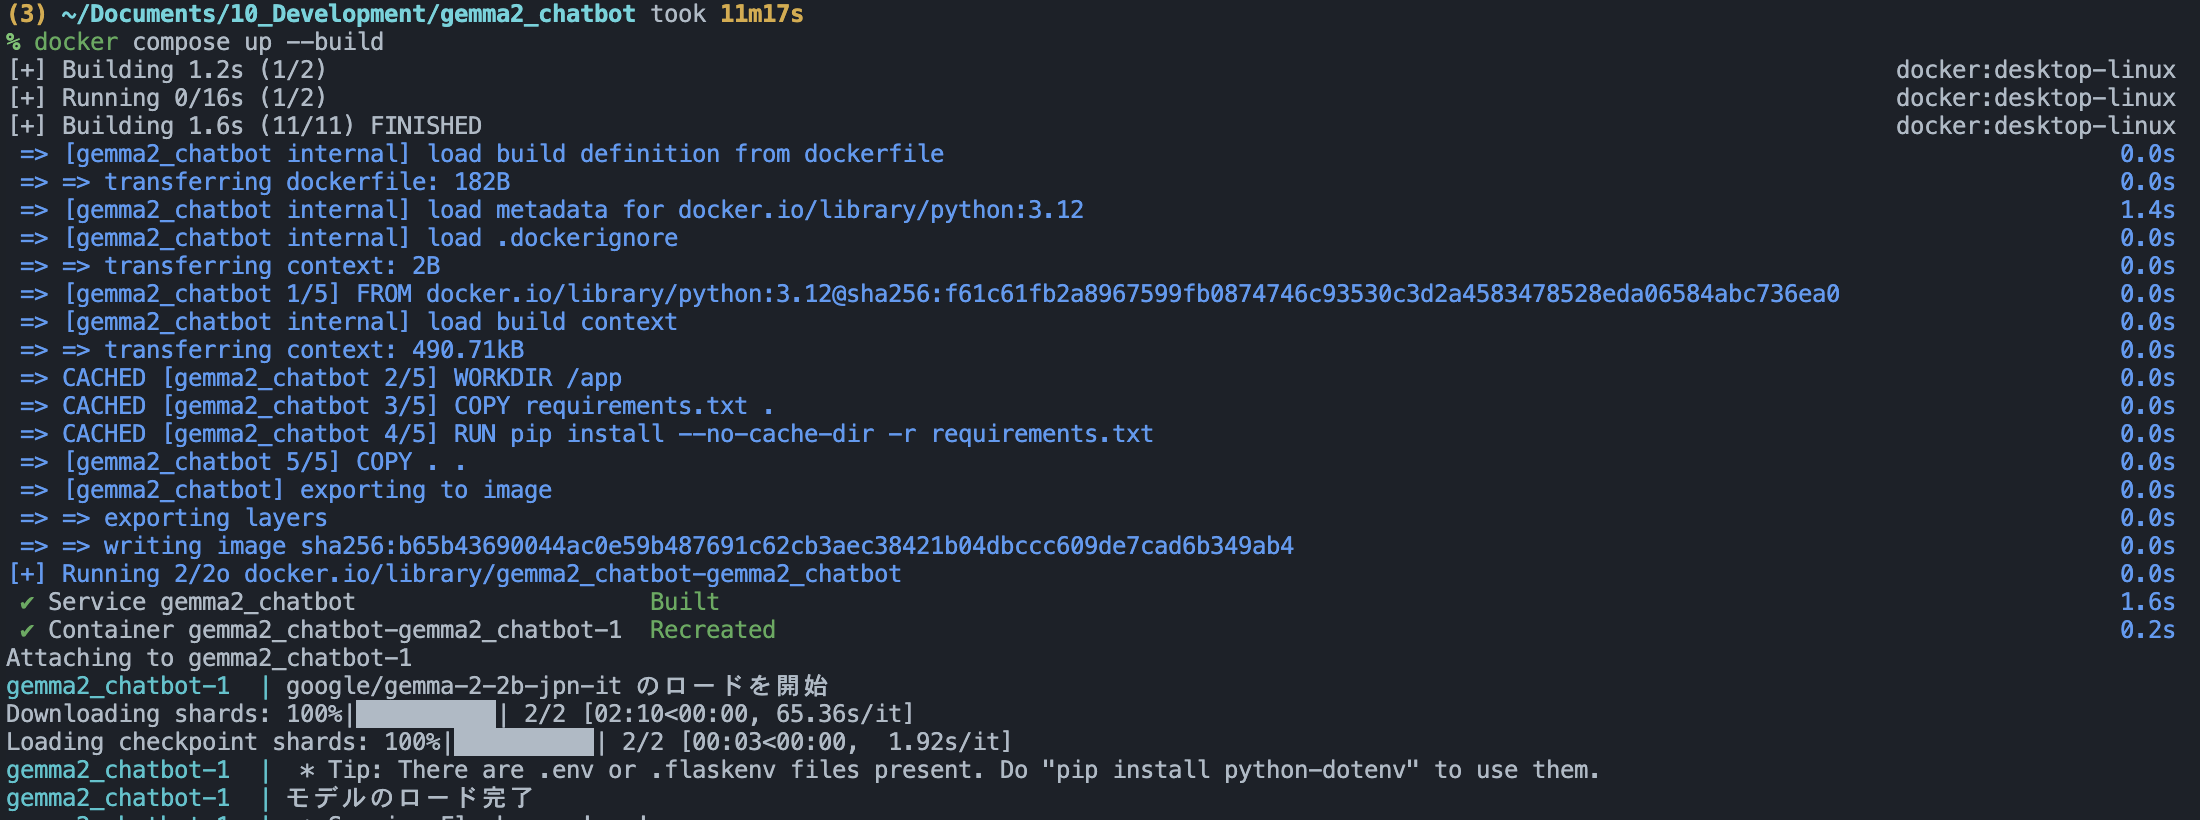 (3) ~/Documents/10_Development/gemma2_chatbot took 11m17s
% docker compose up --build
[+] Building 1.2s (1/2) docker:desktop-linux
[+] Running 0/16s (1/2) docker:desktop-linux
[+] Building 1.6s (11/11) FINISHED docker:desktop-linux
=> [gemma2_chatbot internal] load build definition from dockerfile 0.0s
=> => transferring dockerfile: 182B 0.0s
=> [gemma2_chatbot internal] load metadata for docker.io/library/python:3.12 1.4s
=> [gemma2_chatbot internal] load .dockerignore 0.0s
=> => transferring context: 2B 0.0s
=> [gemma2_chatbot 1/5] FROM docker.io/library/python:3.12@sha256:f61c61fb2a8967599fb0874746c93530c3d2a4583478528eda06584abc736ea0 0.0s
=> [gemma2_chatbot internal] load build context 0.0s
=> => transferring context: 490.71kB 0.0s
=> CACHED [gemma2_chatbot 2/5] WORKDIR /app 0.0s
=> CACHED [gemma2_chatbot 3/5] COPY requirements.txt . 0.0s
=> CACHED [gemma2_chatbot 4/5] RUN pip install --no-cache-dir -r requirements.txt 0.0s
=> [gemma2_chatbot 5/5] COPY . . 0.0s
=> [gemma2_chatbot] exporting to image 0.0s
=> => exporting layers 0.0s
=> => writing image sha256:b65b43690044ac0e59b487691c62cb3aec38421b04dbccc609de7cad6b349ab4 0.0s
[+] Running 2/2o docker.io/library/gemma2_chatbot-gemma2_chatbot 0.0s
✔ Service gemma2_chatbot Built 1.6s
✔ Container gemma2_chatbot-gemma2_chatbot-1 Recreated 0.2s
Attaching to gemma2_chatbot-1
gemma2_chatbot-1 | google/gemma-2-2b-jpn-it のロードを開始
Downloading shards: 100%|██████████| 2/2 [02:10<00:00, 65.36s/it]
Loading checkpoint shards: 100%|██████████| 2/2 [00:03<00:00, 1.92s/it]
gemma2_chatbot-1 | * Tip: There are .env or .flaskenv files present. Do "pip install python-dotenv" to use them.
gemma2_chatbot-1 | モデルのロード完了